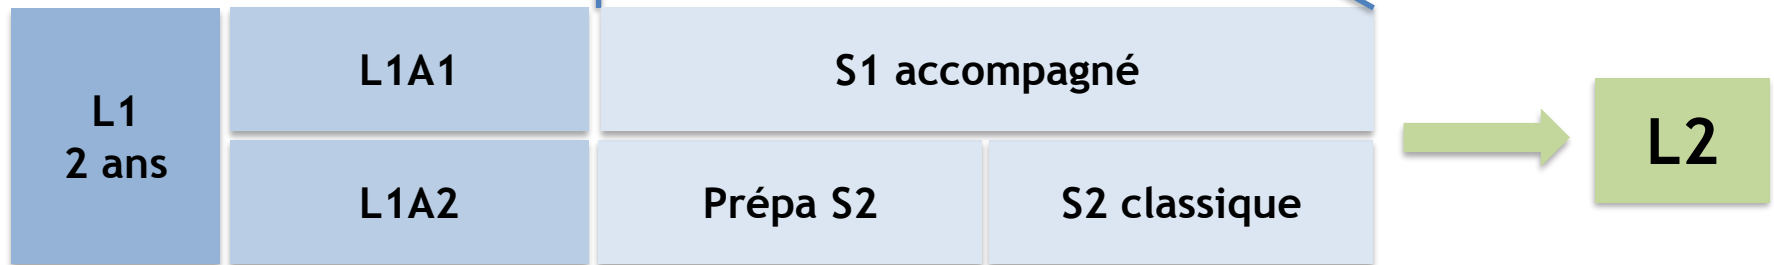 L1
2 ans
L1A1
S1 accompagné
L1A2
Prépa S2
S2 classique
L2